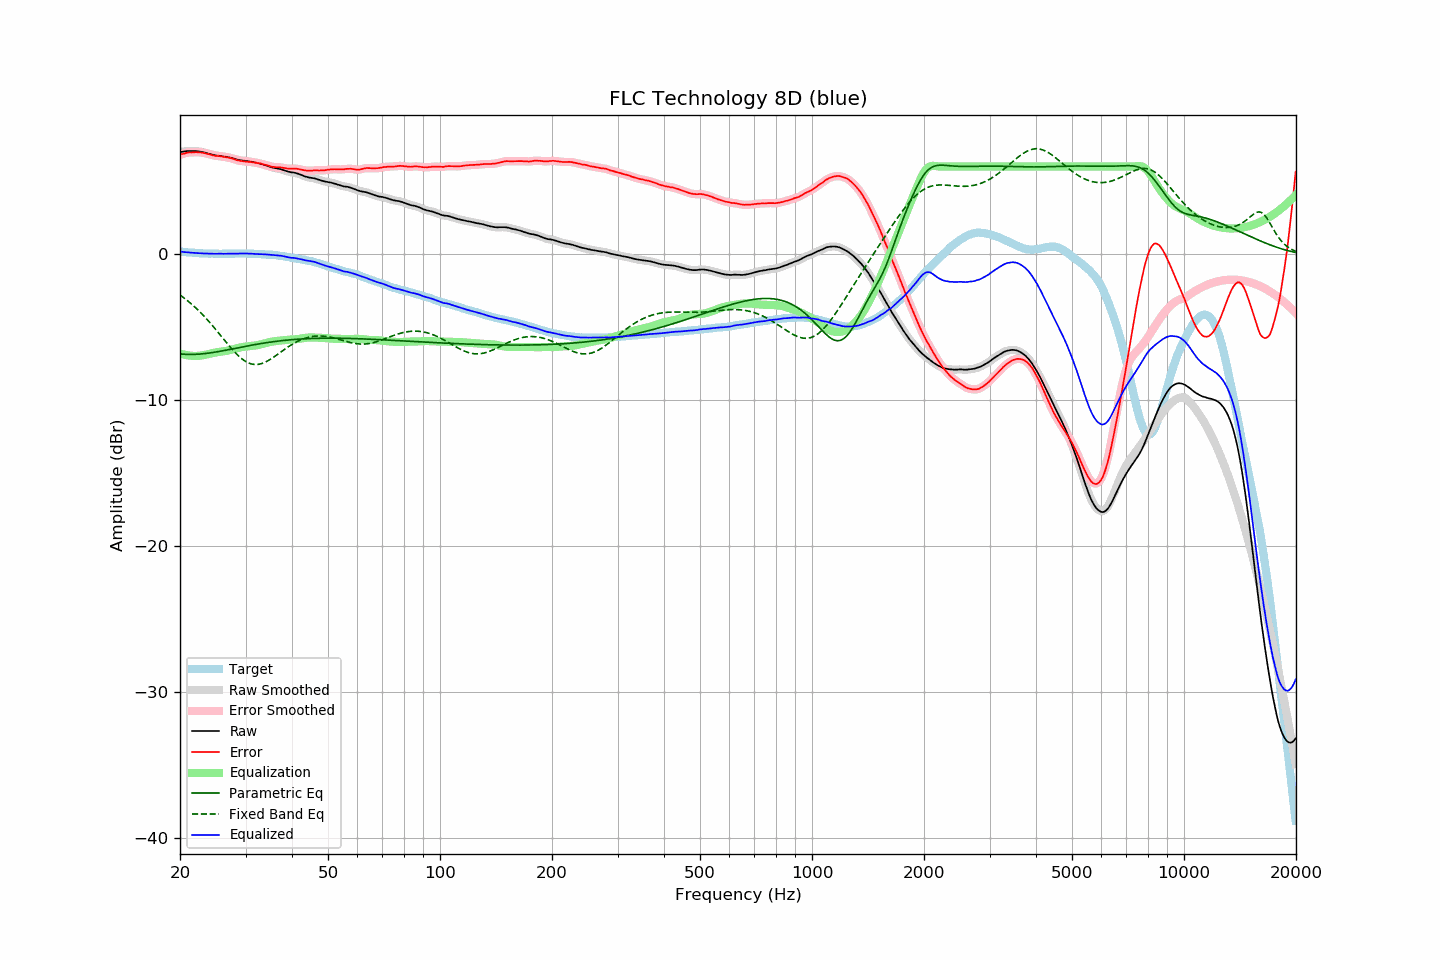 FLC Technology 8D (blue)
Amplitude (dBr)
0
−10
−20
−30
−40
Target
Raw Smoothed
Error Smoothed
Raw
Error
Equalization
Parametric Eq
Fixed Band Eq
Equalized
20 50 100 200 500 1000 2000 5000 10000 20000
Frequency (Hz)